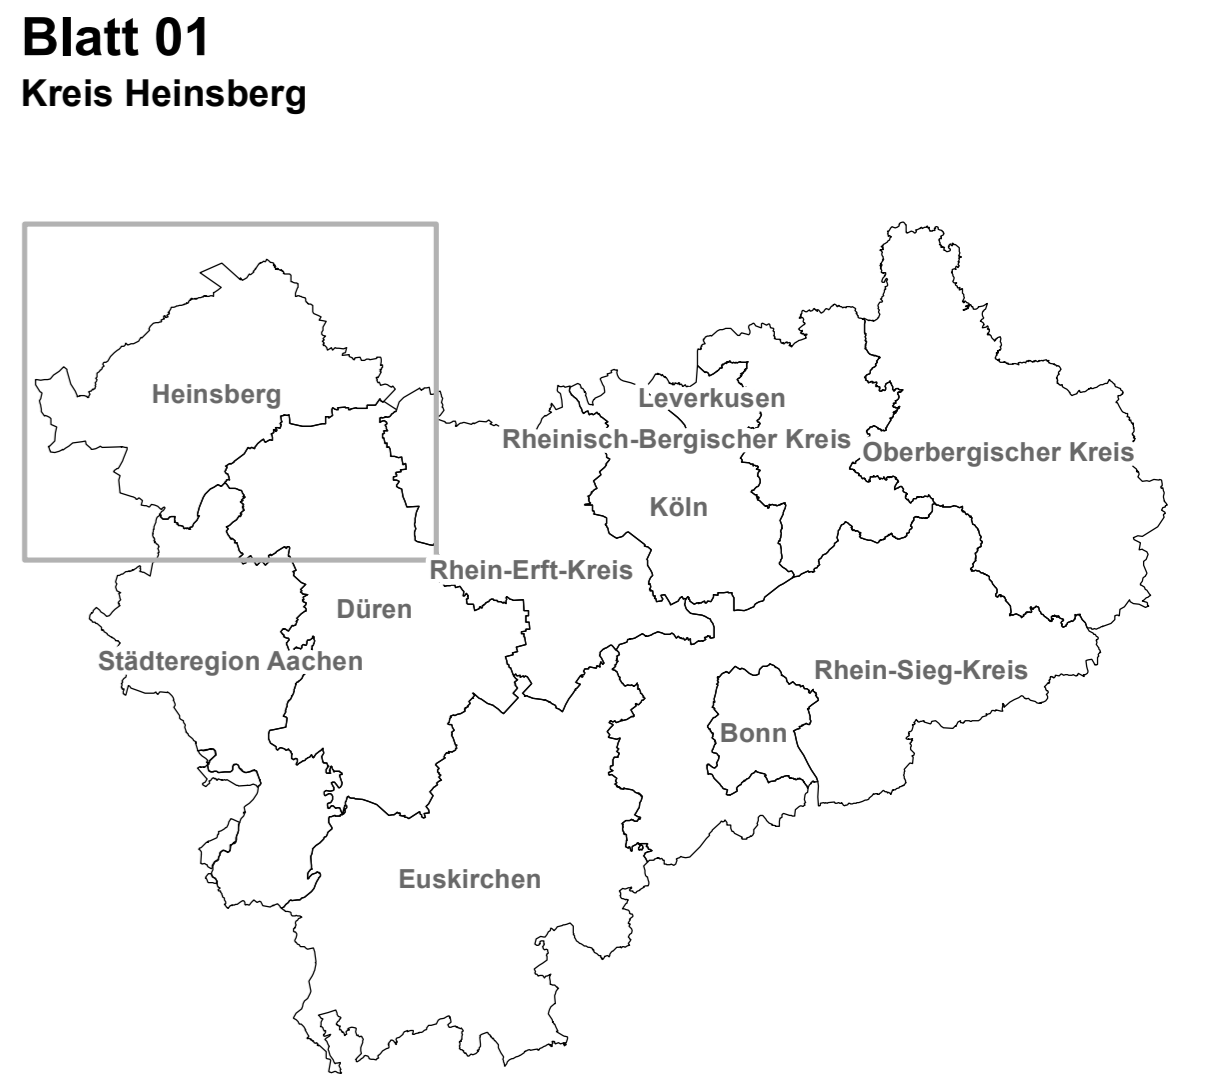 Blatt 01
Kreis Heinsberg
Heinsberg
Leverkusen
Rheinisch-Bergischer Kreis
Oberbergischer Kreis
Köln
Rhein-Erft-Kreis
Düren
Städteregion Aachen
Rhein-Sieg-Kreis
Bonn
Euskirchen